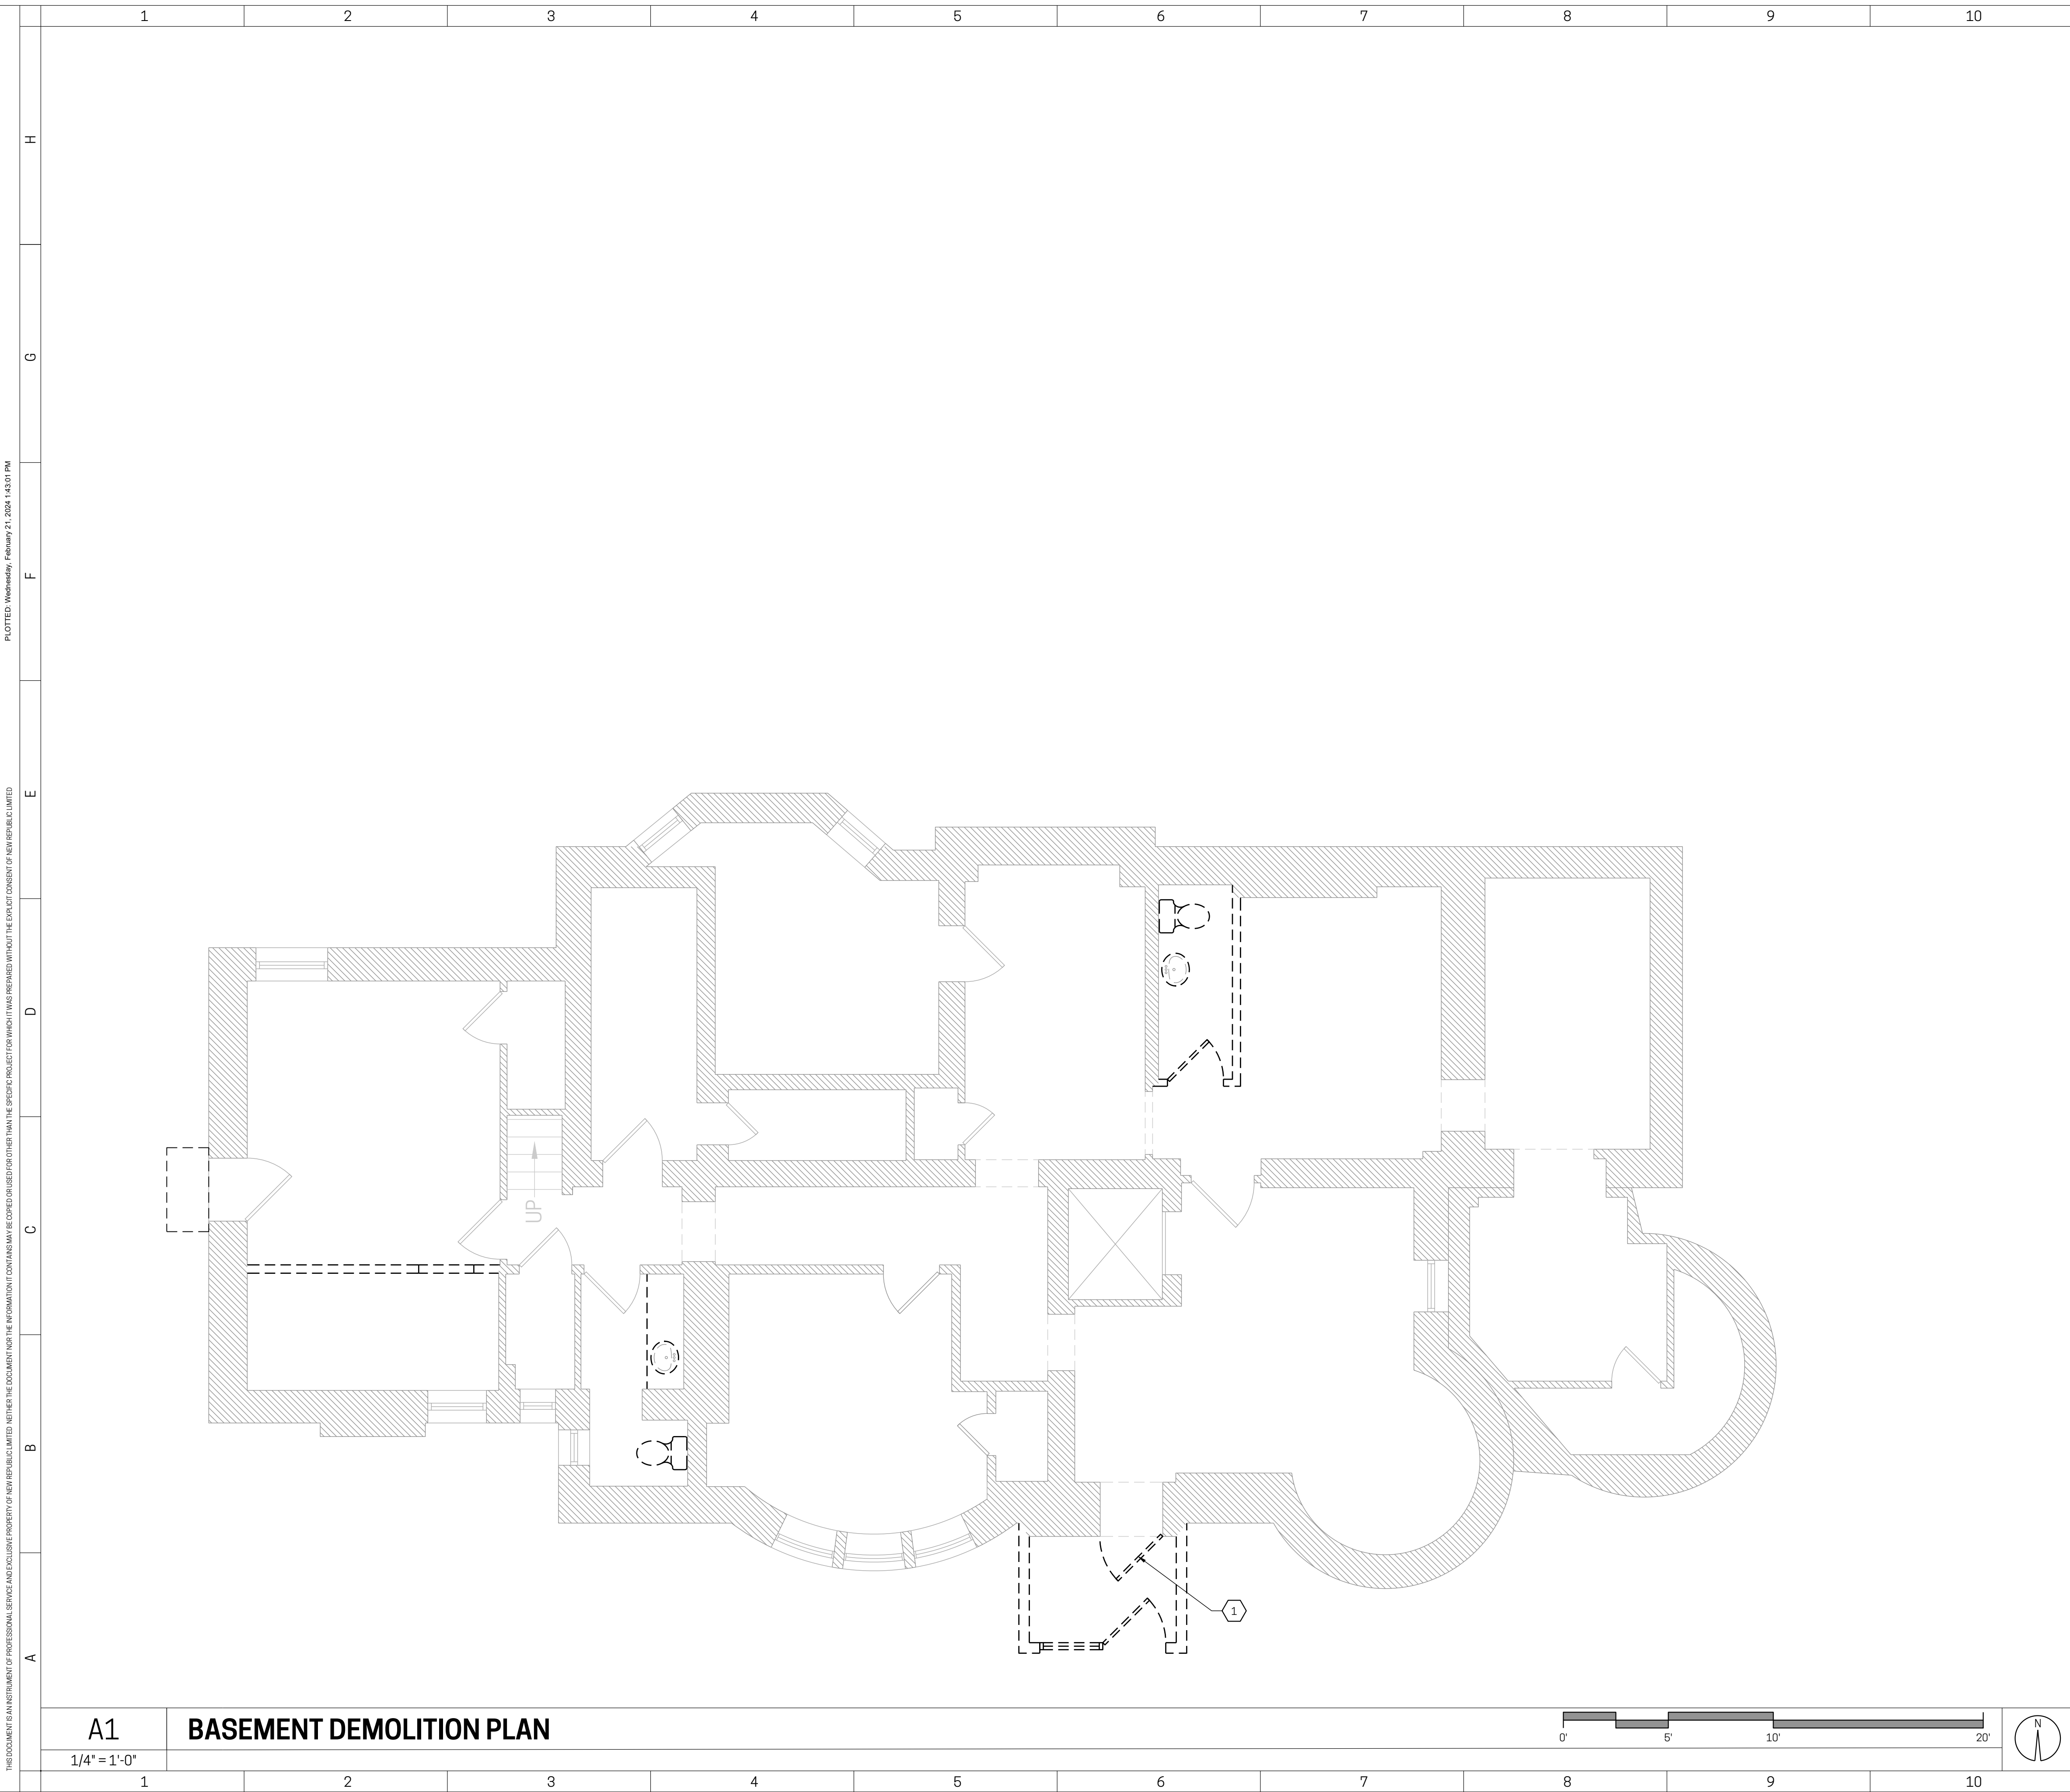 1 2 3 4 5 6 7 8 9 10
H
G
F
E
D
C
B
A
PLOTTED: Wednesday, February 21, 2024 1:43:01 PM
THIS DOCUMENT IS AN INSTRUMENT OF PROFESSIONAL SERVICE AND EXCLUSIVE PROPERTY OF NEW REPUBLIC LIMITED NEITHER THE DOCUMENT NOR THE INFORMATION IT CONTAINS MAY BE COPIED OR USED FOR OTHER THAN THE SPECIFIC PROJECT FOR WHICH IT WAS PREPARED WITHOUT THE EXPLICIT CONSENT OF NEW REPUBLIC LIMITED
UP
1
A1 BASEMENT DEMOLITION PLAN
1/4" = 1'-0"
0' 5' 10' 20'
N
1 2 3 4 5 6 7 8 9 10